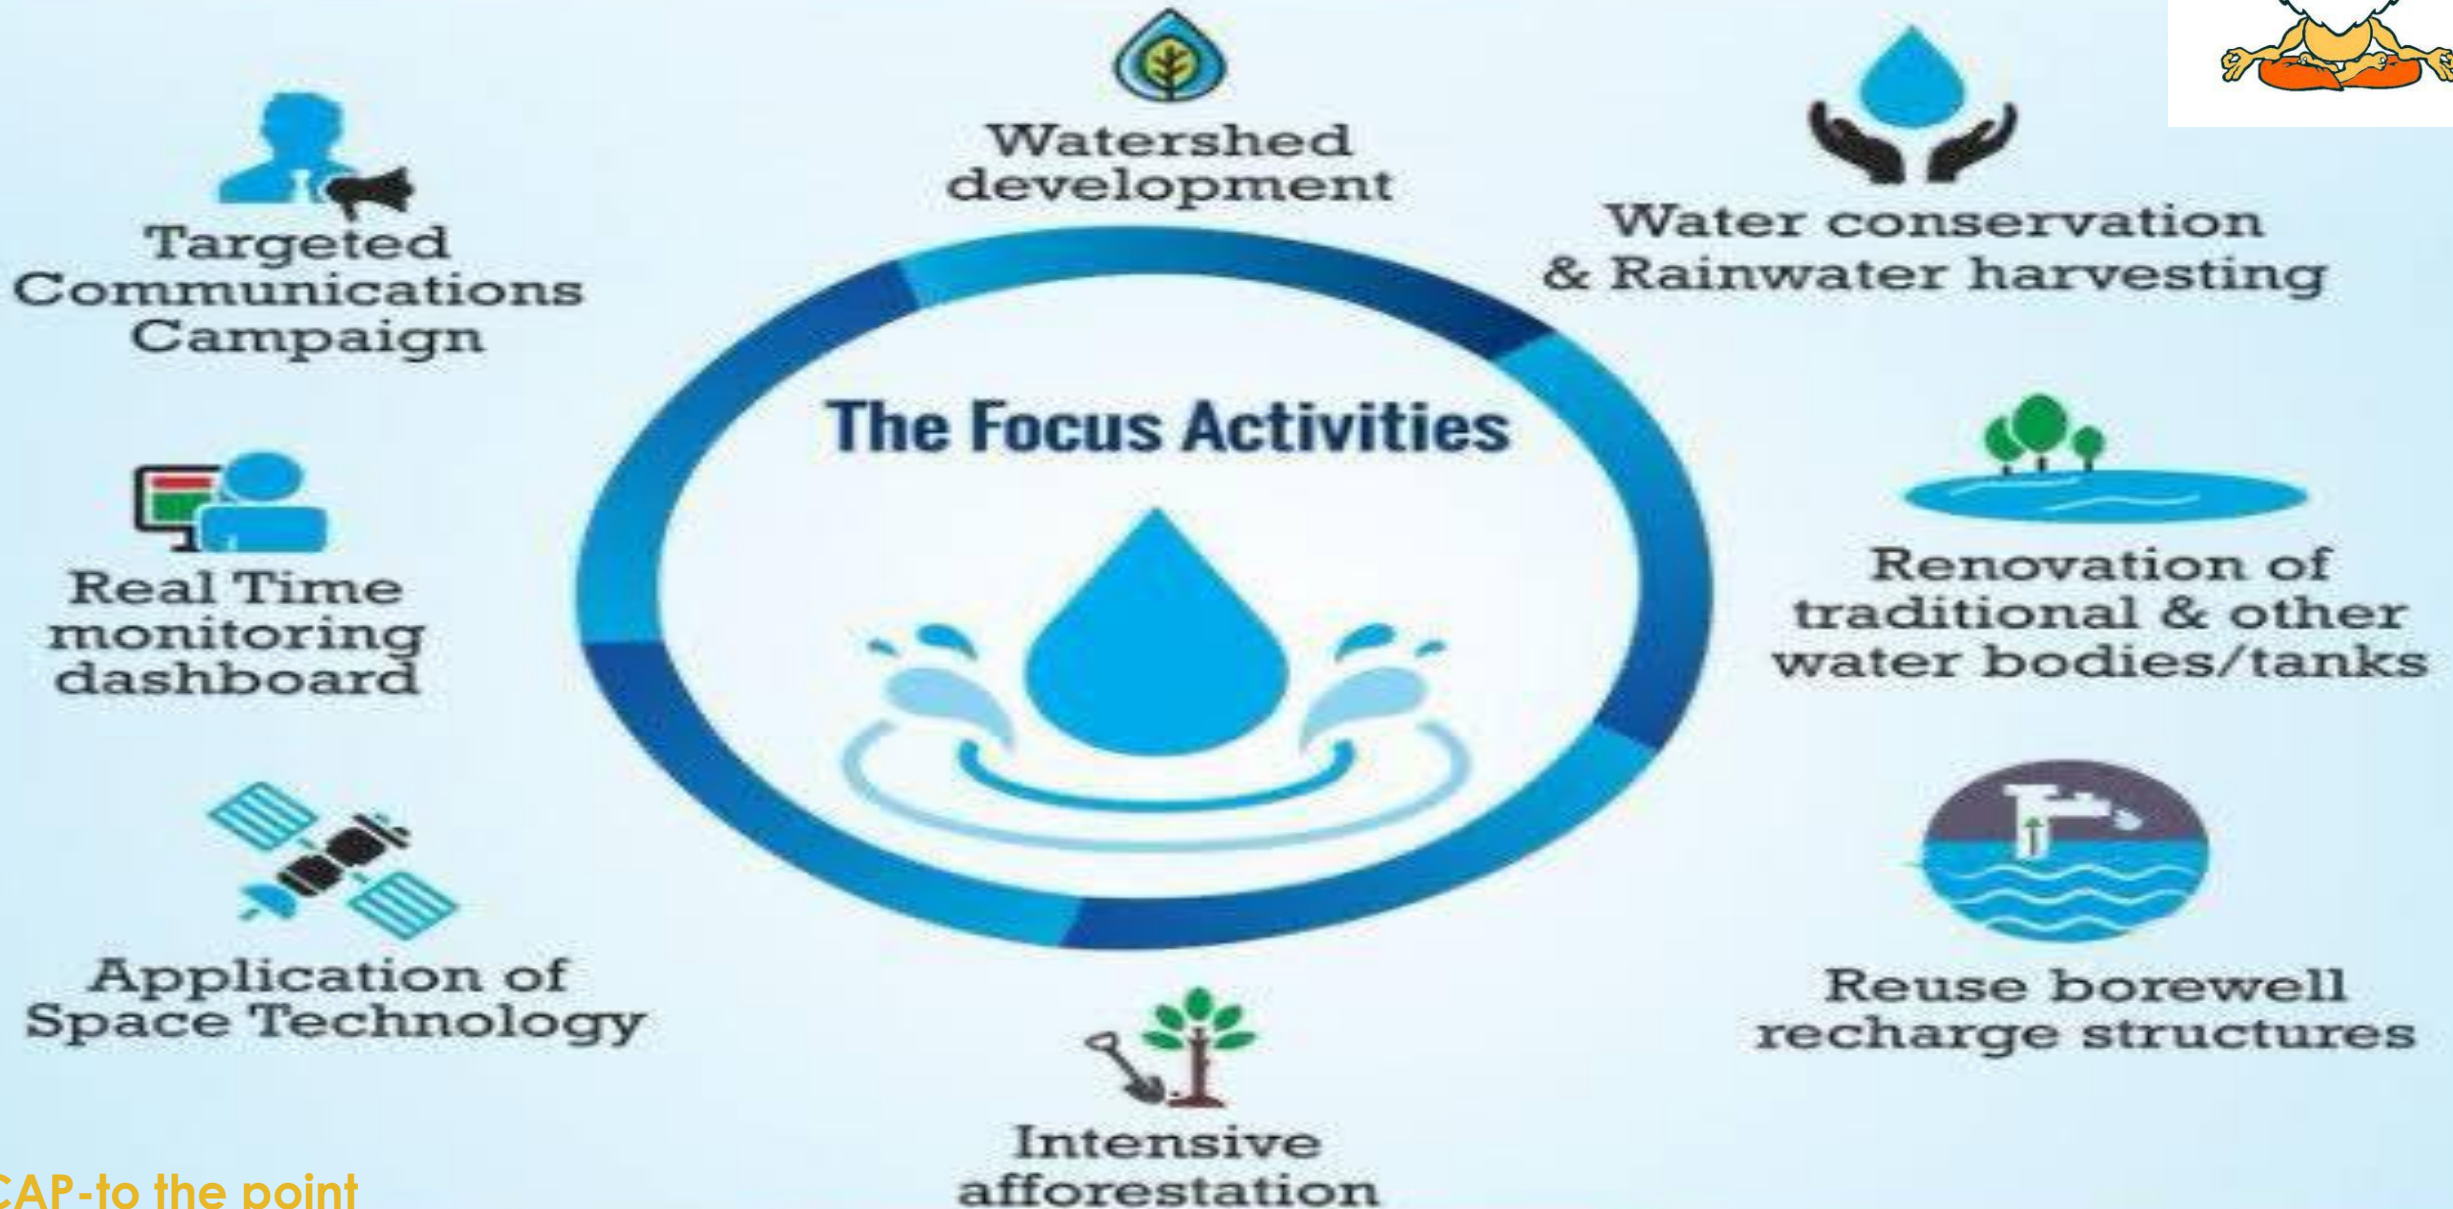 Watershed
development
Water conservation
& Rainwater harvesting
Renovation of
traditional & other
water bodies/tanks
Reuse borewell
recharge structures
Intensive
afforestation
Application of
Space Technology
Real Time
monitoring
dashboard
Targeted
Communications
Campaign
The Focus Activities
CAP-to the point